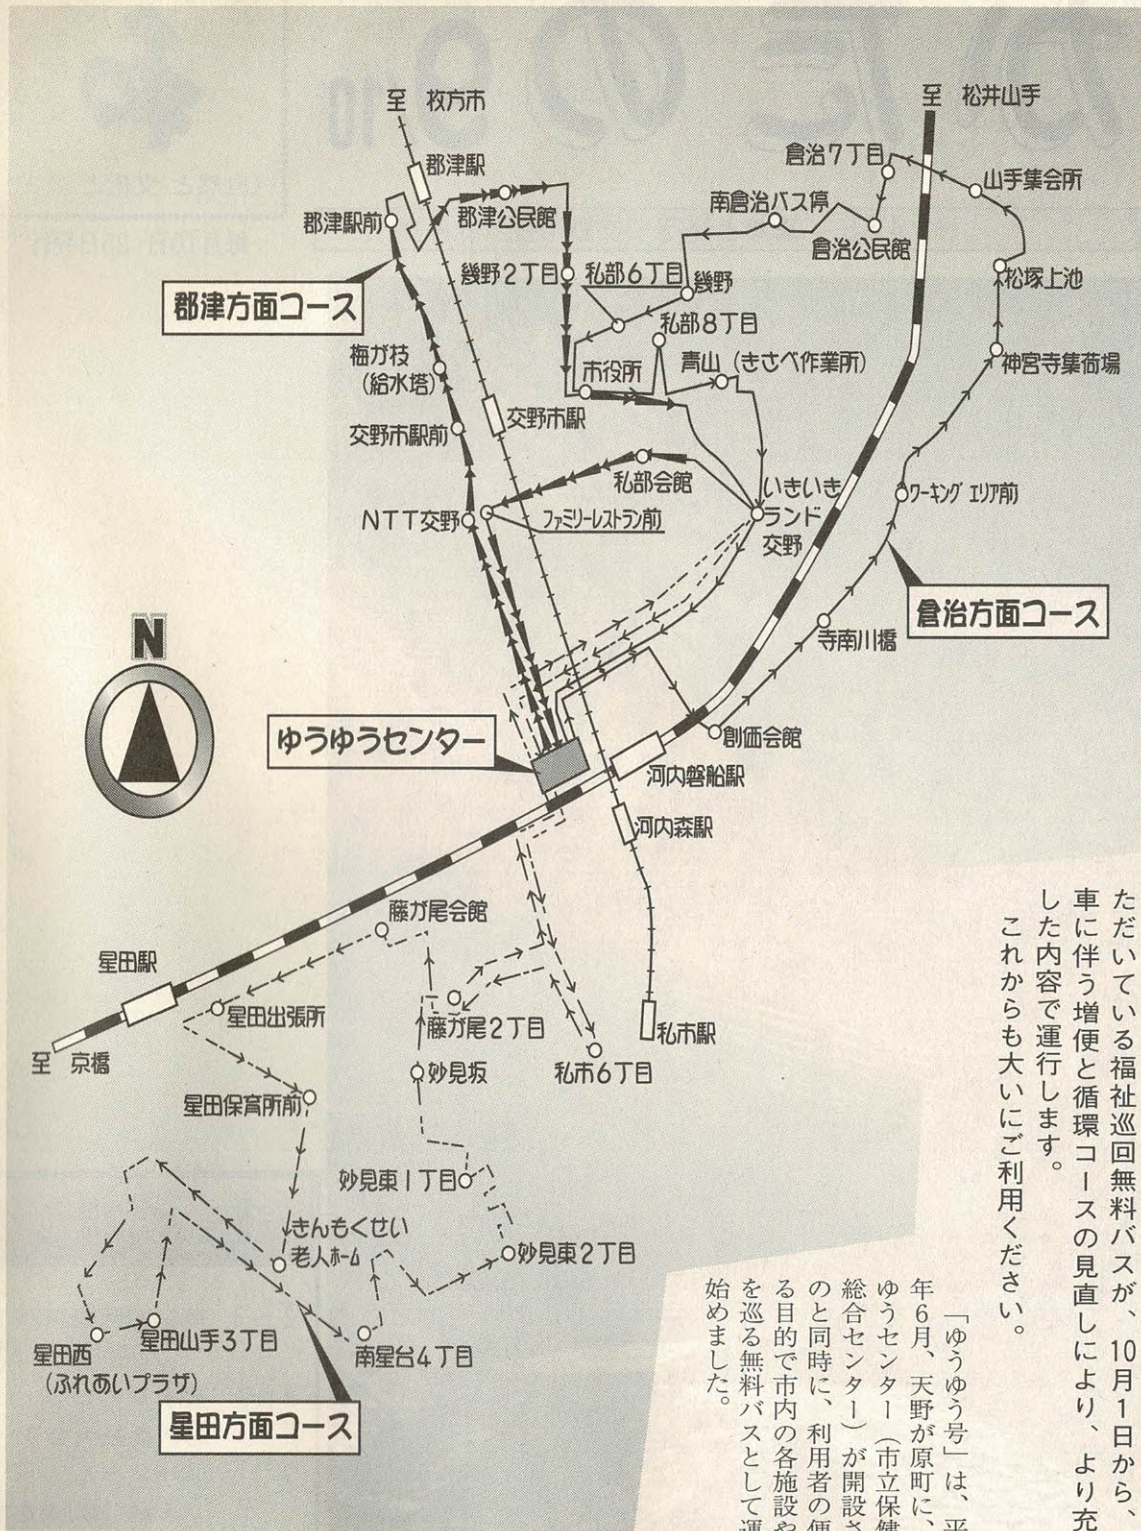 至 枚方市
至 松井山手
郡津駅
郡津駅前
郡津公民館
倉治7丁目
山手集会所
南倉治バス停
倉治公民館
幾野2丁目
私部6丁目
幾野
松塚上池
郡津方面コース
私部8丁目
梅が枝
(給水塔)
市役所
青山(きさべ作業所)
神宮寺集荷場
交野市駅
交野市駅前
私部会館
いきいき
ランド
交野
ワーキングエリア前
NTT交野
ファミリーレストラン前
倉治方面コース
寺南川橋
N
ゆうゆうセンター
創価会館
河内磐船駅
河内森駅
藤が尾会館
星田駅
星田出張所
藤が尾2丁目
私市駅
至 京橋
妙見坂
私市6丁目
星田保育所前
妙見東1丁目
きんもくせい
老人ホーム
妙見東2丁目
星田西
(ふれあいプラザ)
星田山手3丁目
南星台4丁目
星田方面コース
ただいている福祉巡回無料バスが、10月1日から、
車に伴う増便と循環コースの見直しにより、より充
した内容で運行します。
これからも大いにご利用ください。
「ゆうゆう号」は、平
年6月、天野が原町に、
ゆうセンター(市立保健
総合センター)が開設さ
のと同時に、利用者の便
る目的で市内の各施設や
を巡る無料バスとして運
始めました。